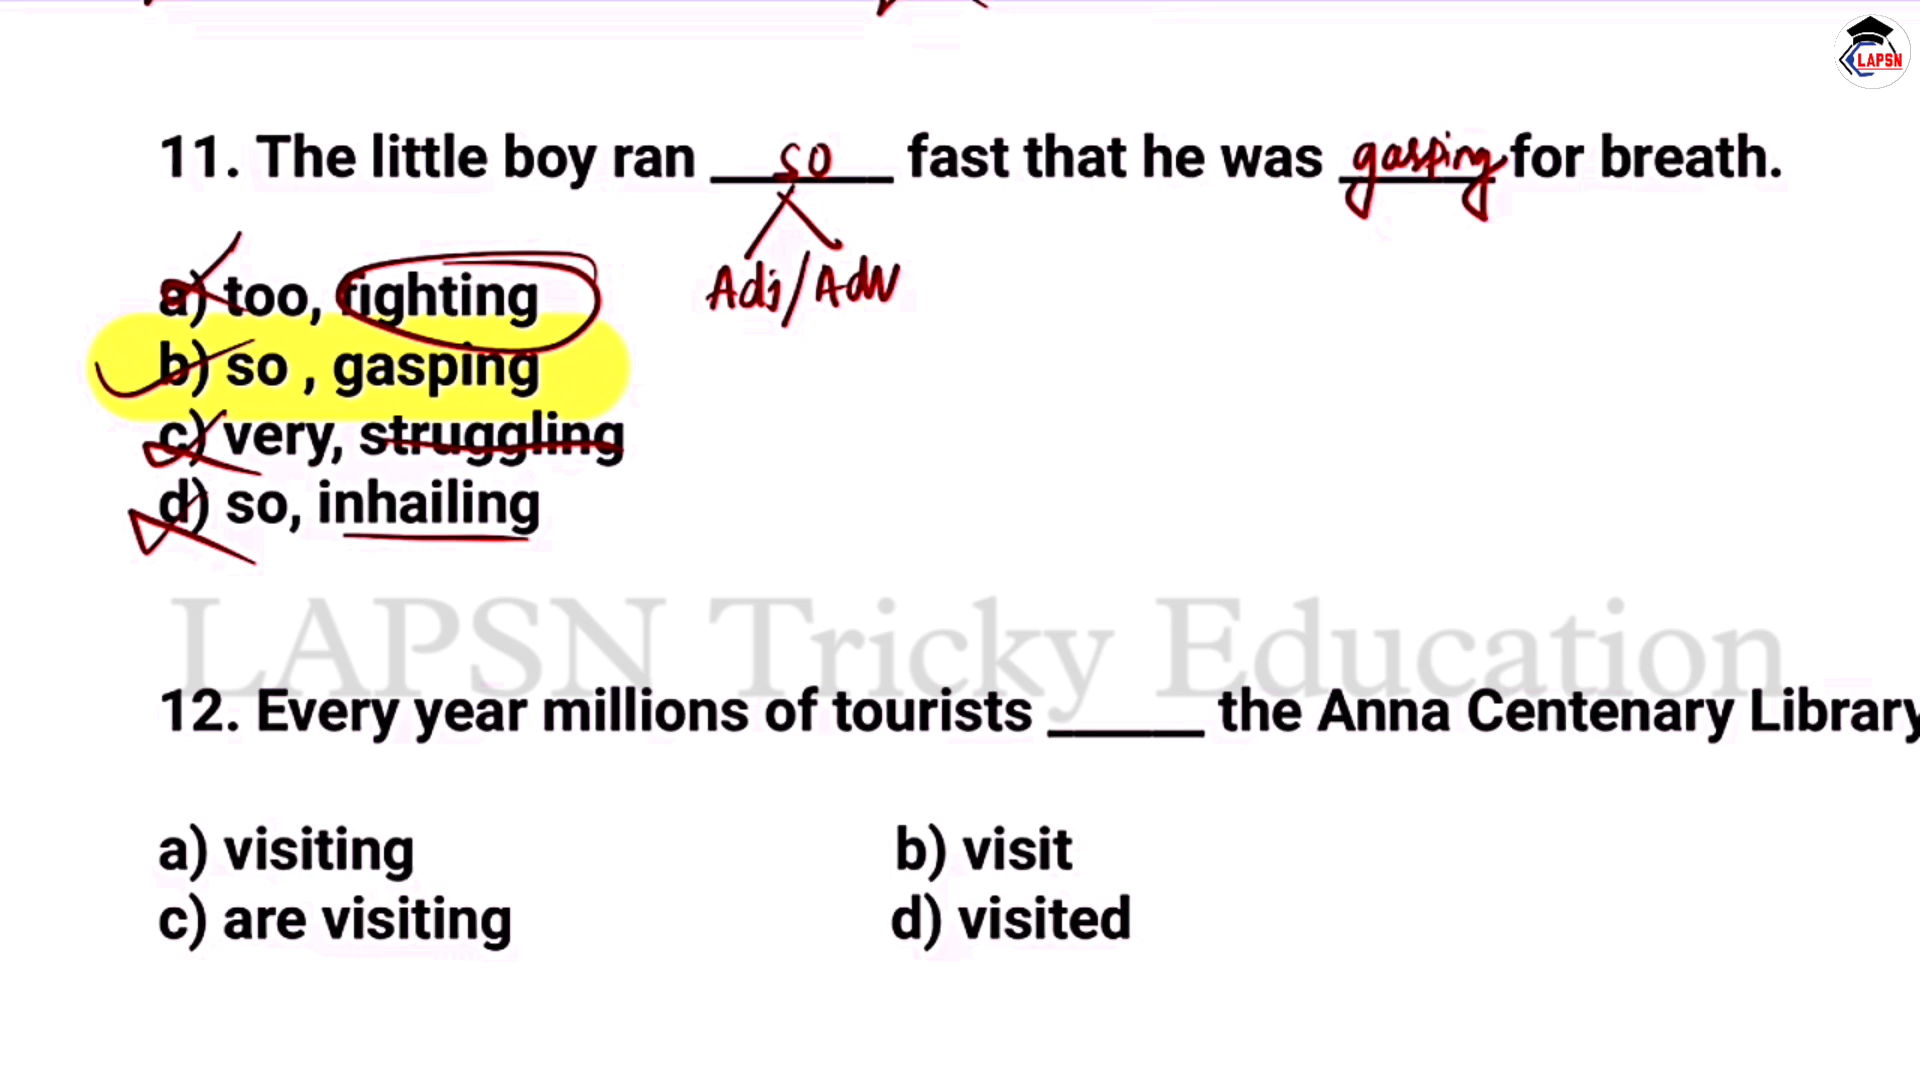 LAPSN
11. The little boy ran so fast that he was gasping for breath.
Adj/Adv
a) too, fighting
b) so , gasping
c) very, struggling
d) so, inhailing
LAPSN Tricky Education
12. Every year millions of tourists ______ the Anna Centenary Library
a) visiting b) visit
c) are visiting d) visited